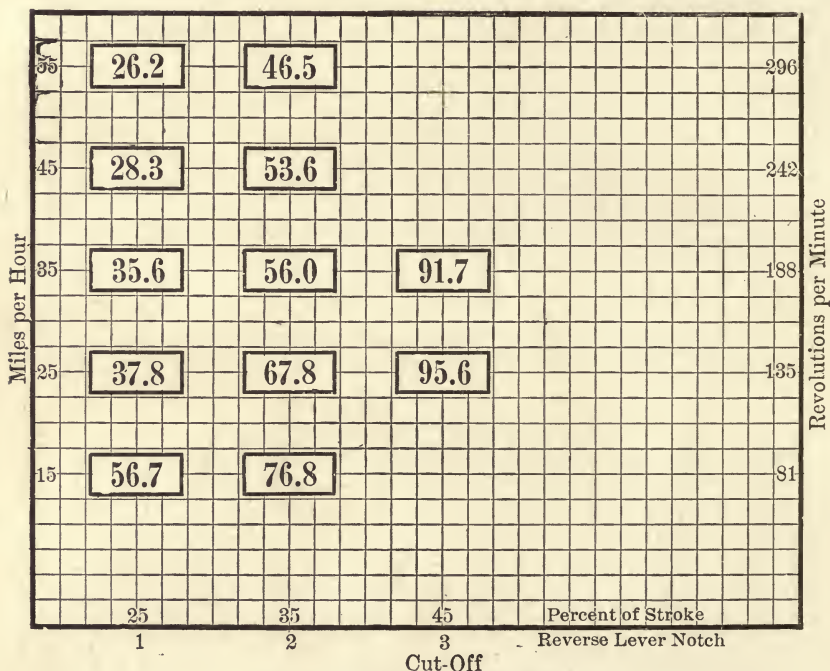 55 26.2 46.5 296
45 28.3 53.6 242
Miles per Hour
35 35.6 56.0 91.7 188
Revolutions per Minute
25 37.8 67.8 95.6 135
15 56.7 76.8 81
25 35 45 Percent of Stroke
1 2 3 Reverse Lever Notch
Cut-Off